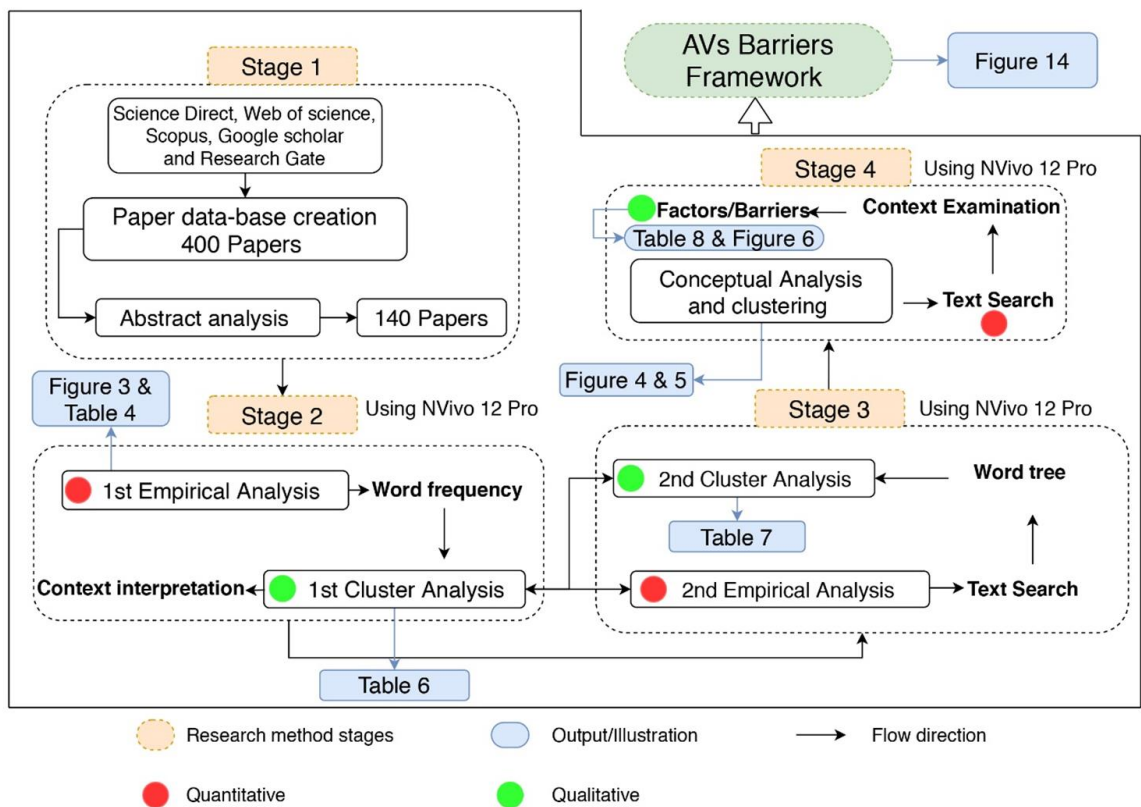 Stage 1
Science Direct, Web of science,
Scopus, Google scholar
and Research Gate
Paper data-base creation
400 Papers
Abstract analysis
140 Papers
AVs Barriers
Framework
Figure 14
Stage 4
Using NVivo 12 Pro
Factors/Barriers
Context Examination
Table 8 & Figure 6
Conceptual Analysis
and clustering
Text Search
Figure 4 & 5
Figure 3 &
Table 4
Stage 2
Using NVivo 12 Pro
1st Empirical Analysis
Word frequency
Context interpretation
1st Cluster Analysis
Table 6
Stage 3
Using NVivo 12 Pro
2nd Cluster Analysis
Word tree
Table 7
2nd Empirical Analysis
Text Search
Research method stages
Output/Illustration
Flow direction
Quantitative
Qualitative